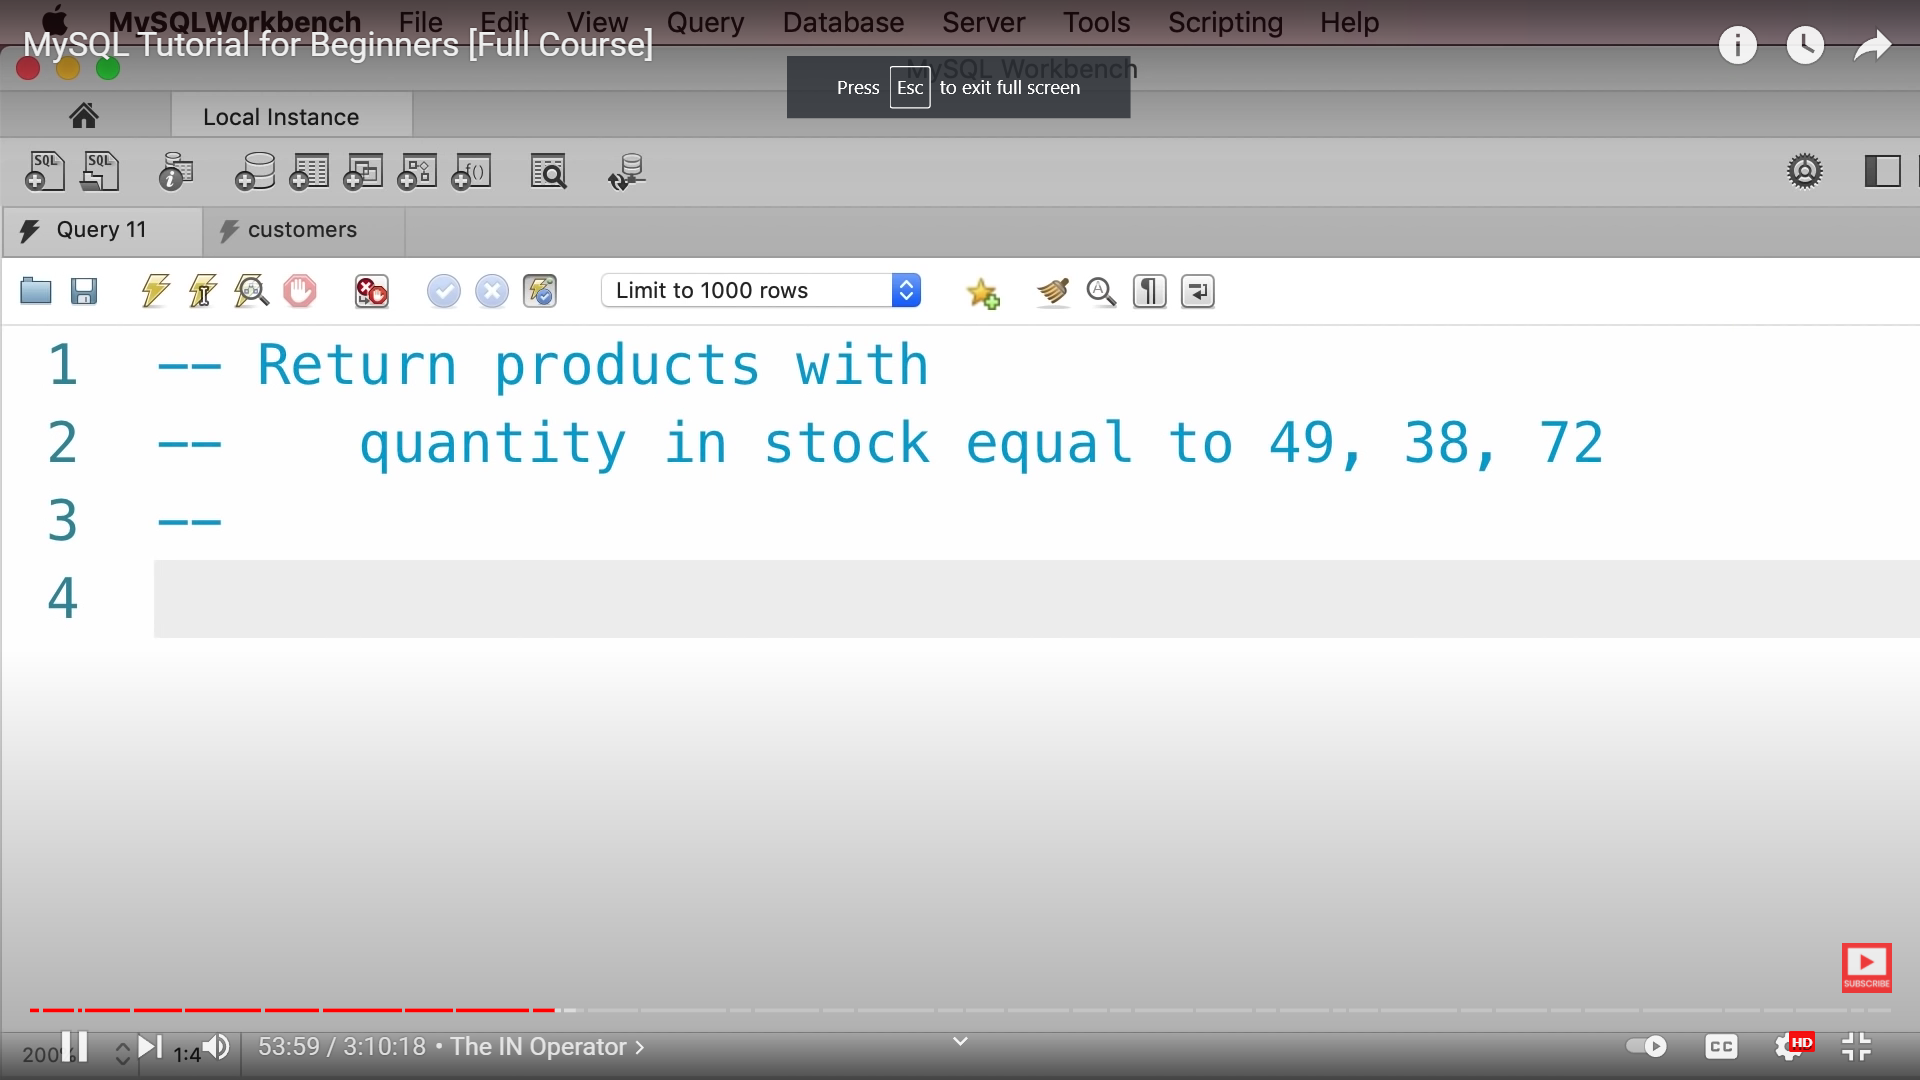 MySQLWorkbench File Edit View Query Database Server Tools Scripting Help
MySQL Tutorial for Beginners [Full Course]
MySQL Workbench
Press Esc to exit full screen
Local Instance
SQL SQL
f()
Query 11 customers
Limit to 1000 rows
1 -- Return products with
2 --    quantity in stock equal to 49, 38, 72
3 --
4
SUBSCRIBE
200% 1:4 53:59 / 3:10:18 • The IN Operator > CC HD